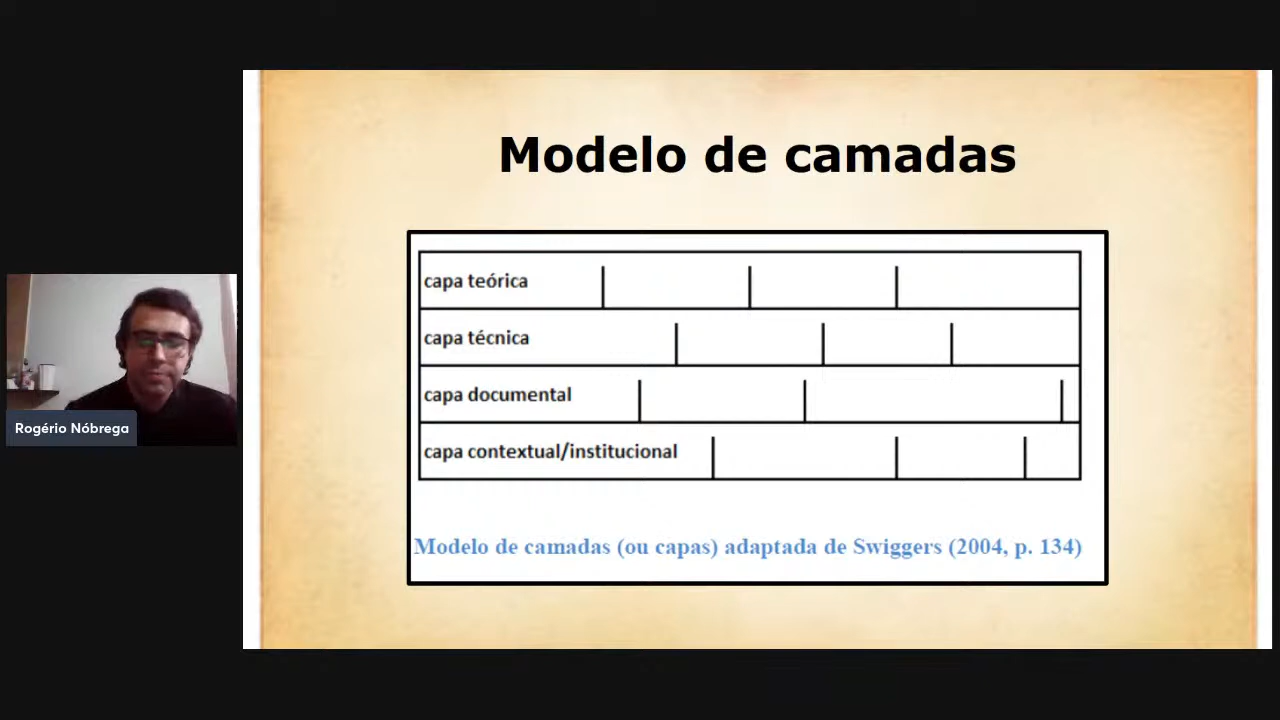 Modelo de camadas
capa teórica
capa técnica
capa documental
capa contextual/institucional
Modelo de camadas (ou capas) adaptada de Swiggers (2004, p. 134)
Rogério Nóbrega